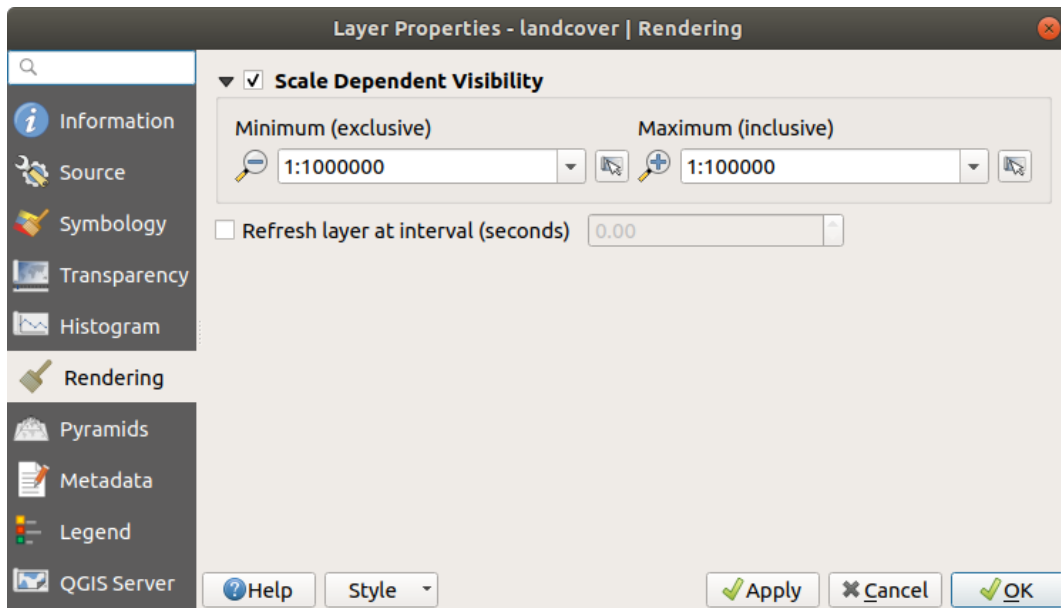 Layer Properties - landcover | Rendering
Scale Dependent Visibility
Information
Minimum (exclusive) Maximum (inclusive)
1:1000000 1:100000
Source
Symbology
Refresh layer at interval (seconds) 0.00
Transparency
Histogram
Rendering
Pyramids
Metadata
Legend
QGIS Server
Help Style Apply Cancel OK